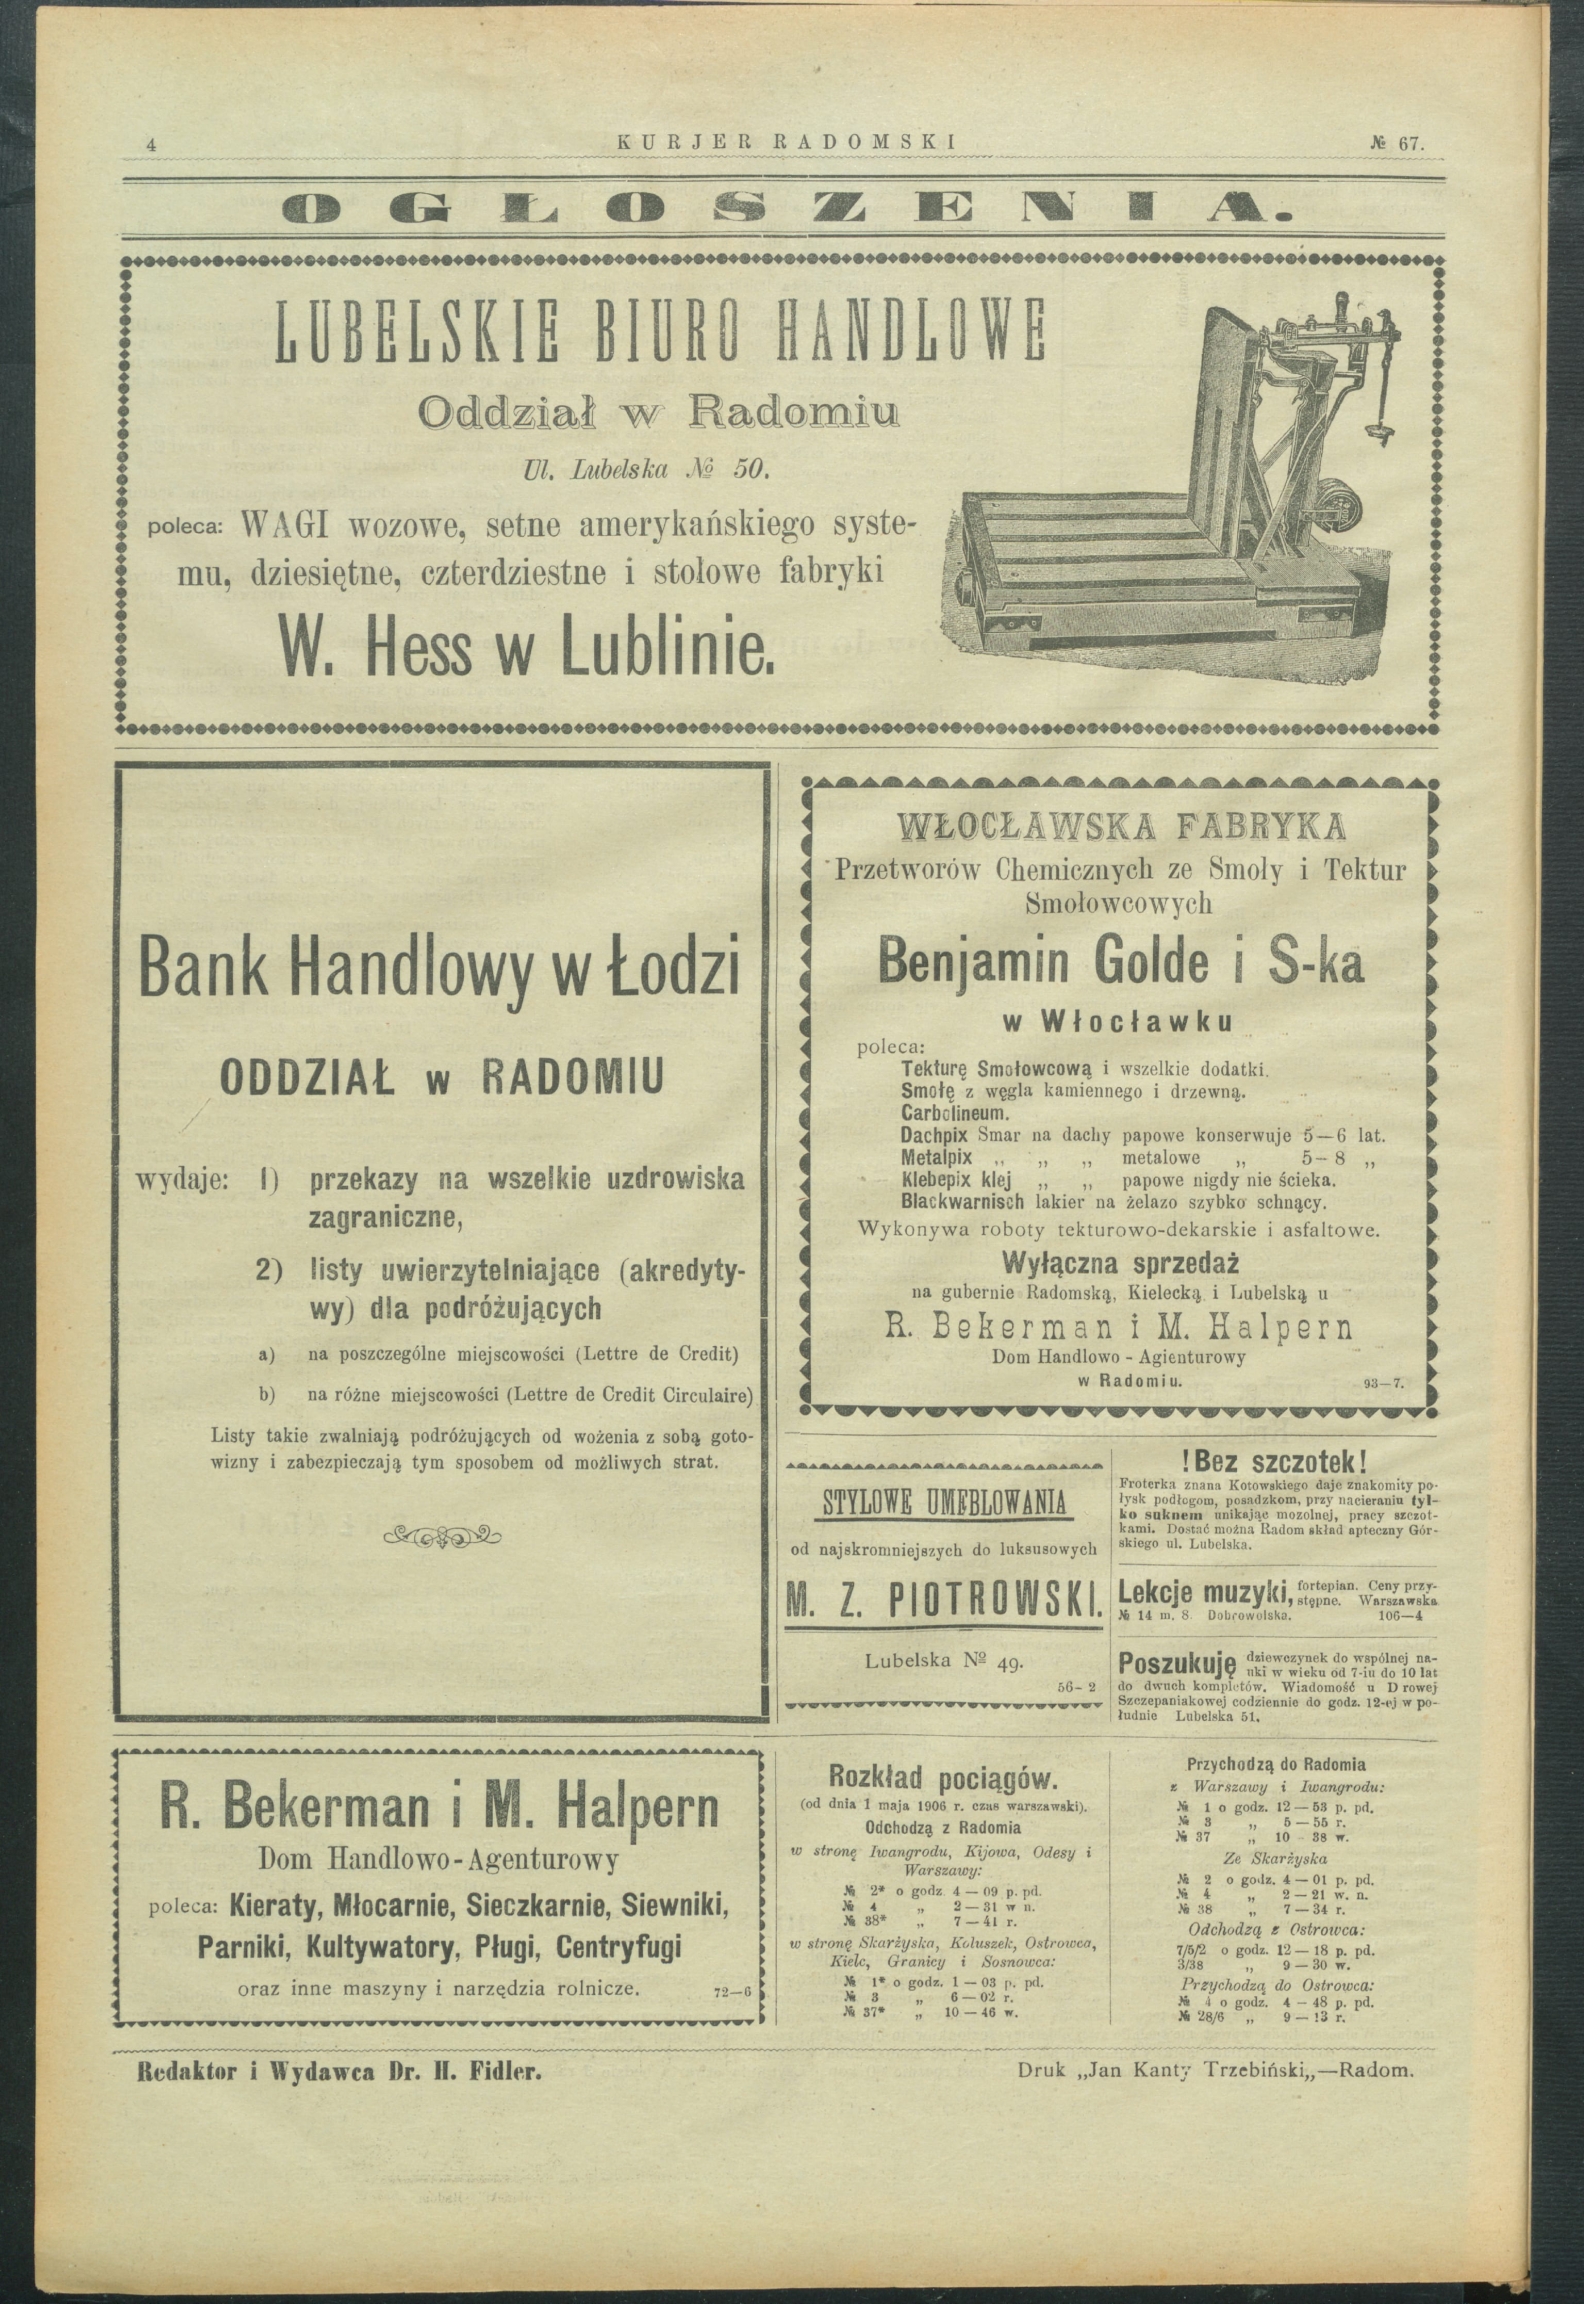 4
KURJER RADOMSKI
№ 67.
OGŁOSZENIA.
LUBELSKIE BIURO HANDLOWE
Oddział w Radomiu
Ul. Lubelska № 50.
poleca: WAGI wozowe, setne amerykańskiego syste-
mu, dziesiętne, czterdziestne i stołowe fabryki
W. Hess w Lublinie.
Bank Handlowy w Łodzi
ODDZIAŁ w RADOMIU
wydaje: 1) przekazy na wszelkie uzdrowiska
zagraniczne,
2) listy uwierzytelniające (akredyty-
wy) dla podróżujących
a) na poszczególne miejscowości (Lettre de Credit)
b) na różne miejscowości (Lettre de Credit Circulaire)
Listy takie zwalniają podróżujących od wożenia z sobą goto-
wizny i zabezpieczają tym sposobem od możliwych strat.
WŁOCŁAWSKA FABRYKA
Przetworów Chemicznych ze Smoły i Tektur
Smołowcowych
Benjamin Golde i S-ka
w Włocławku
poleca:
Tekturę Smołowcową i wszelkie dodatki.
Smołę z węgla kamiennego i drzewną.
Carbolineum.
Dachpix Smar na dachy papowe konserwuje 5—6 lat.
Metalpix „ „ „ metalowe „ 5-8 „
Klebepix klej „ „ papowe nigdy nie ścieka.
Blackwarnisch lakier na żelazo szybko schnący.
Wykonywa roboty tekturowo-dekarskie i asfaltowe.
Wyłączna sprzedaż
na gubernie Radomską, Kielecką i Lubelską u
R. Bekerman i M. Halpern
Dom Handlowo - Agienturowy
w Radomiu.
93—7.
STYLOWE UMEBLOWANIA
od najskromniejszych do luksusowych
M. Z. PIOTROWSKI.
Lubelska № 49.
56-2
!Bez szczotek!
Froterka znana Kotowskiego daje znakomity po-
łysk podłogom, posadzkom, przy nacieraniu tyl-
ko suknem unikając mozolnej, pracy szczot-
kami. Dostać można Radom skład apteczny Gór-
skiego ul. Lubelska.
Lekcje muzyki, fortepian. Ceny przy-
stępne. Warszawska
№ 14 m. 8. Dobrowolska. 106—4
Poszukuję dziewczynek do wspólnej na-
uki w wieku od 7-iu do 10 lat
do dwuch kompletów. Wiadomość u D rowej
Szczepaniakowej codziennie do godz. 12-ej w po-
łudnie Lubelska 51.
R. Bekerman i M. Halpern
Dom Handlowo-Agenturowy
poleca: Kieraty, Młocarnie, Sieczkarnie, Siewniki,
Parniki, Kultywatory, Pługi, Centryfugi
oraz inne maszyny i narzędzia rolnicze.
72—6
Rozkład pociągów.
(od dnia 1 maja 1906 r. czas warszawski).
Odchodzą z Radomia
w stronę Iwangrodu, Kijowa, Odesy i
Warszawy:
№ 2* o godz. 4 — 09 p. pd.
№ 4 „ 2 — 31 w n.
№ 38* „ 7 — 41 r.
w stronę Skarżyska, Koluszek, Ostrowca,
Kielc, Granicy i Sosnowca:
№ 1* o godz. 1 — 03 p. pd.
№ 3 „ 6 — 02 r.
№ 37* „ 10 — 46 w.
Przychodzą do Radomia
z Warszawy i Iwangrodu:
№ 1 o godz. 12 — 53 p. pd.
№ 3 „ 5 — 55 r.
№ 37 „ 10 - 38 w.
Ze Skarżyska
№ 2 o godz. 4 — 01 p. pd.
№ 4 „ 2 — 21 w. n.
№ 38 „ 7 — 34 r.
Odchodzą z Ostrowca:
7/5/2 o godz. 12 — 18 p. pd.
3/38 „ 9 — 30 w.
Przychodzą do Ostrowca:
№ 4 o godz. 4 — 48 p. pd.
№ 28/6 „ 9 — 13 r.
Redaktor i Wydawca Dr. H. Fidler.
Druk „Jan Kanty Trzebiński„—Radom.